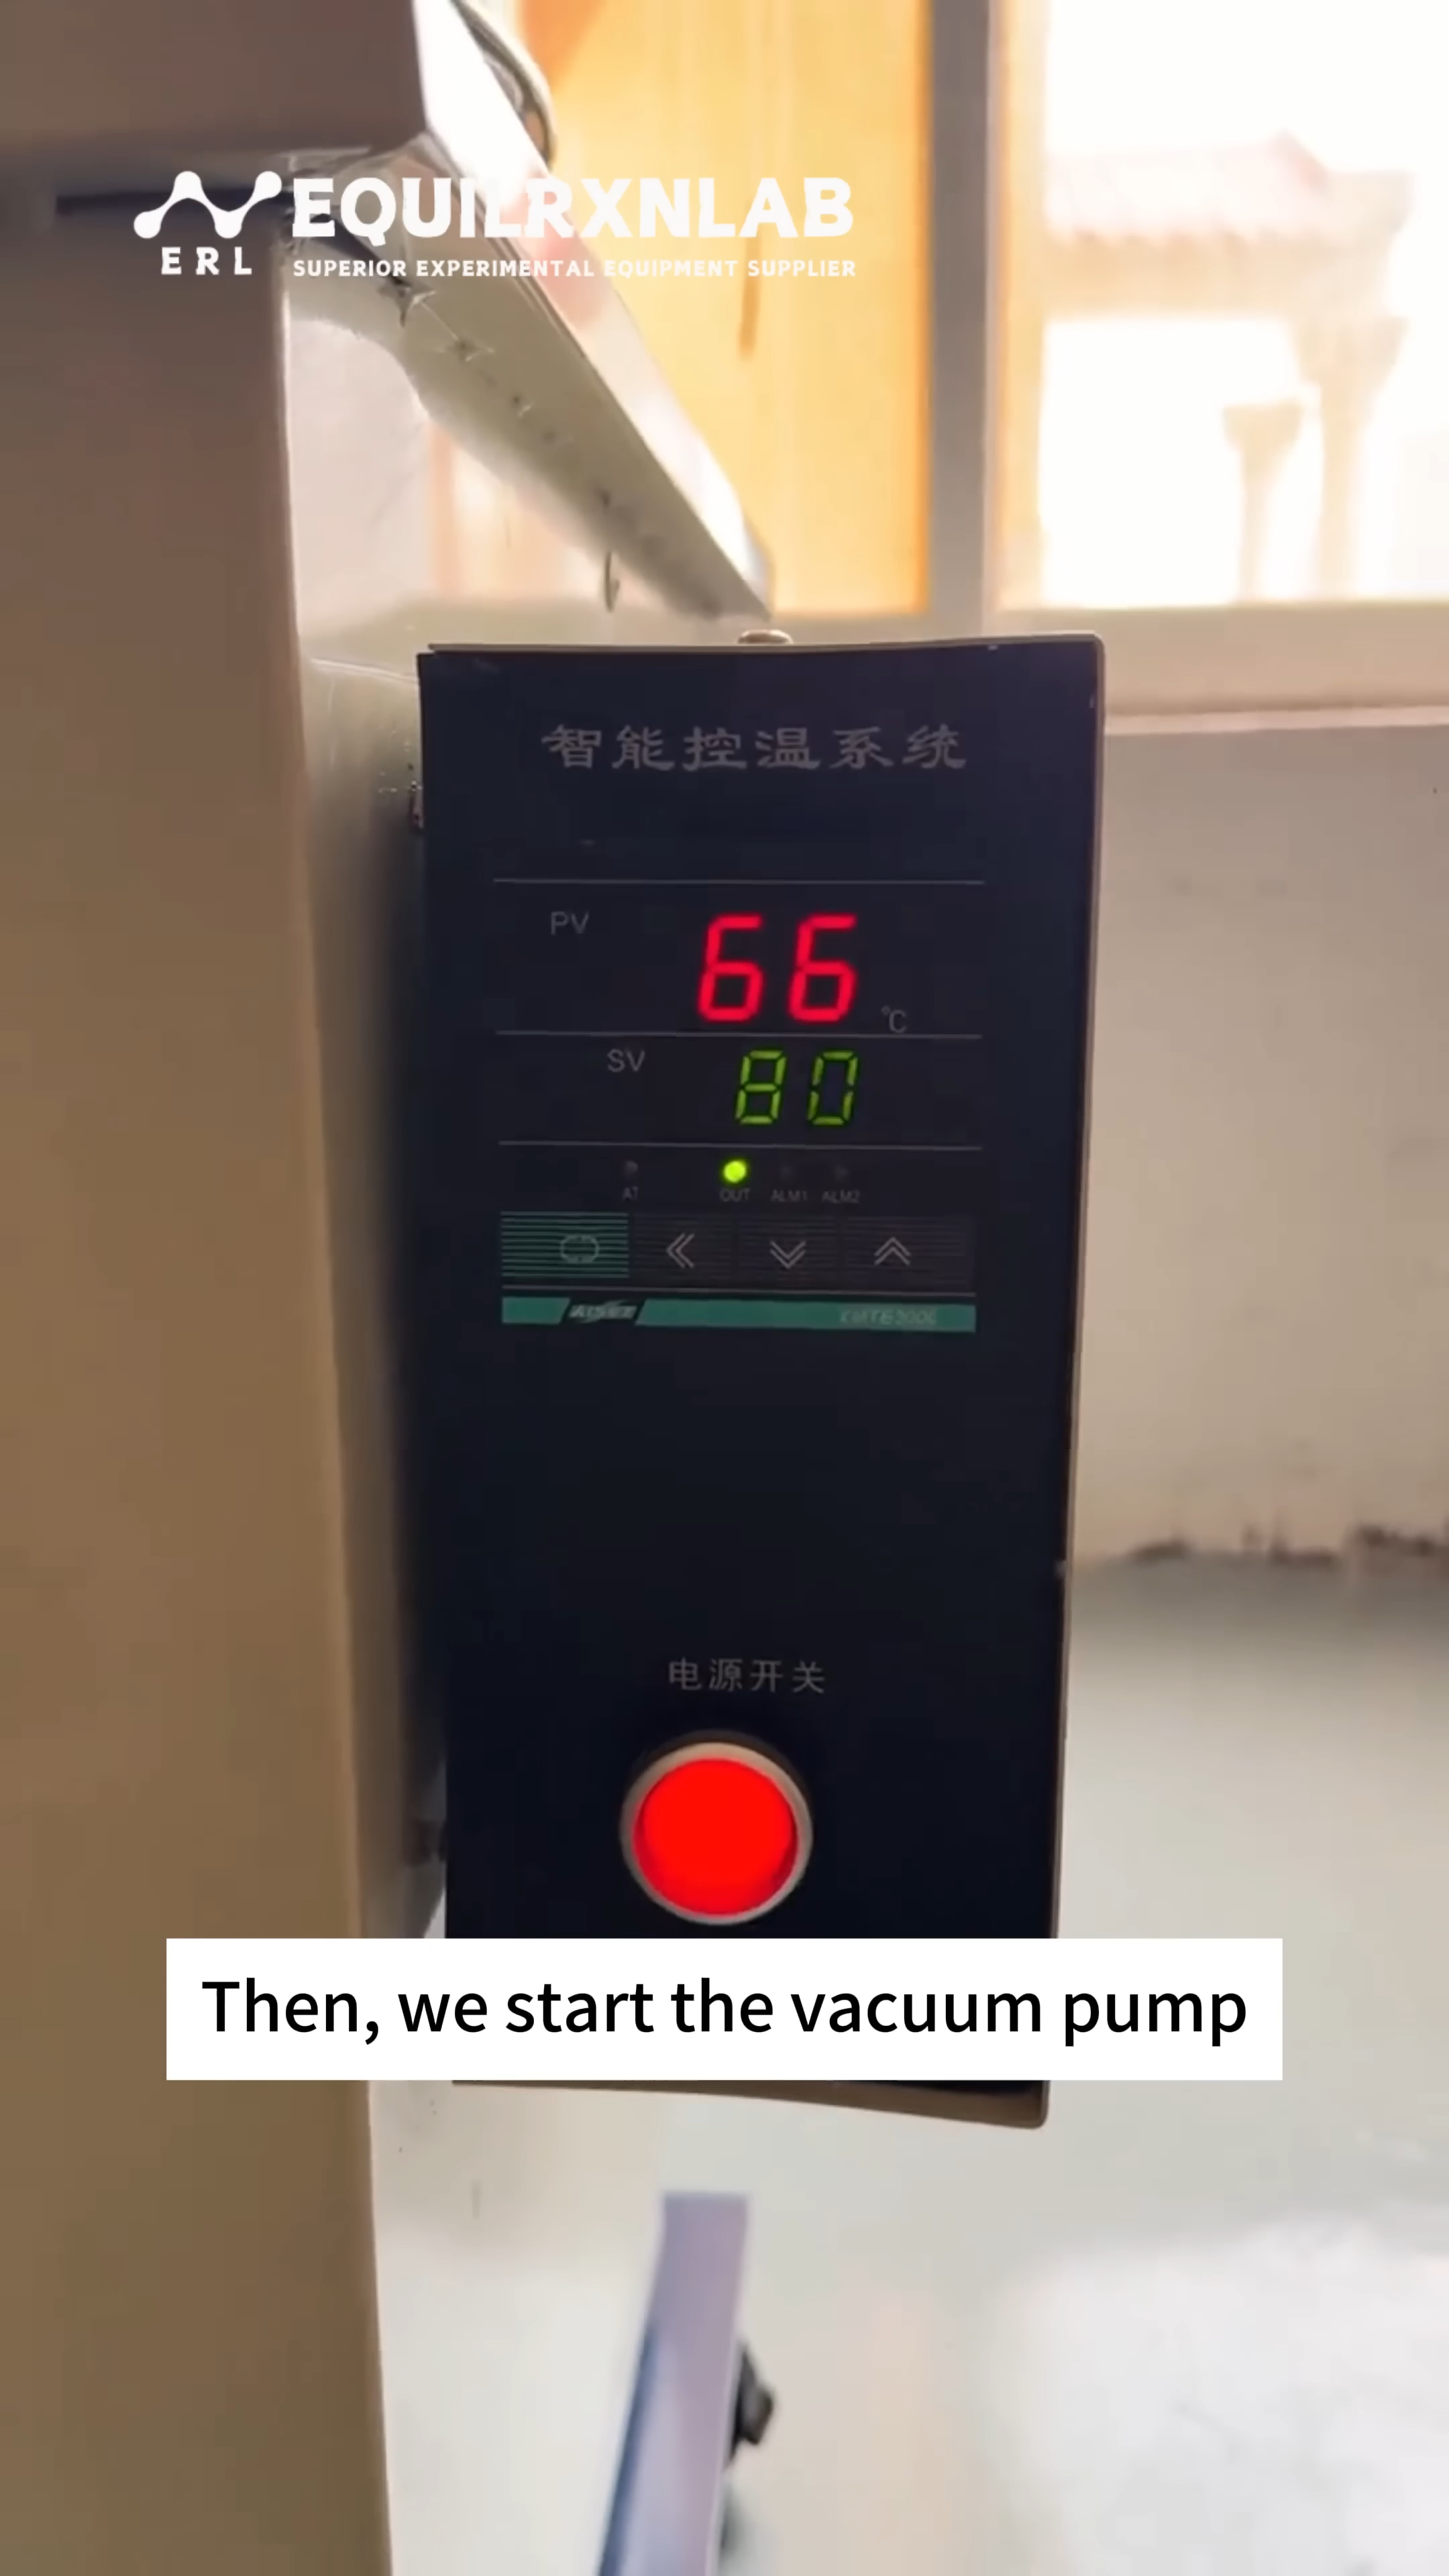 EQUILRXNLAB
ERL
SUPERIOR EXPERIMENTAL EQUIPMENT SUPPLIER
智能控温系统
PV 66 ℃
SV 80
AT OUT ALM1 ALM2
电源开关
Then, we start the vacuum pump